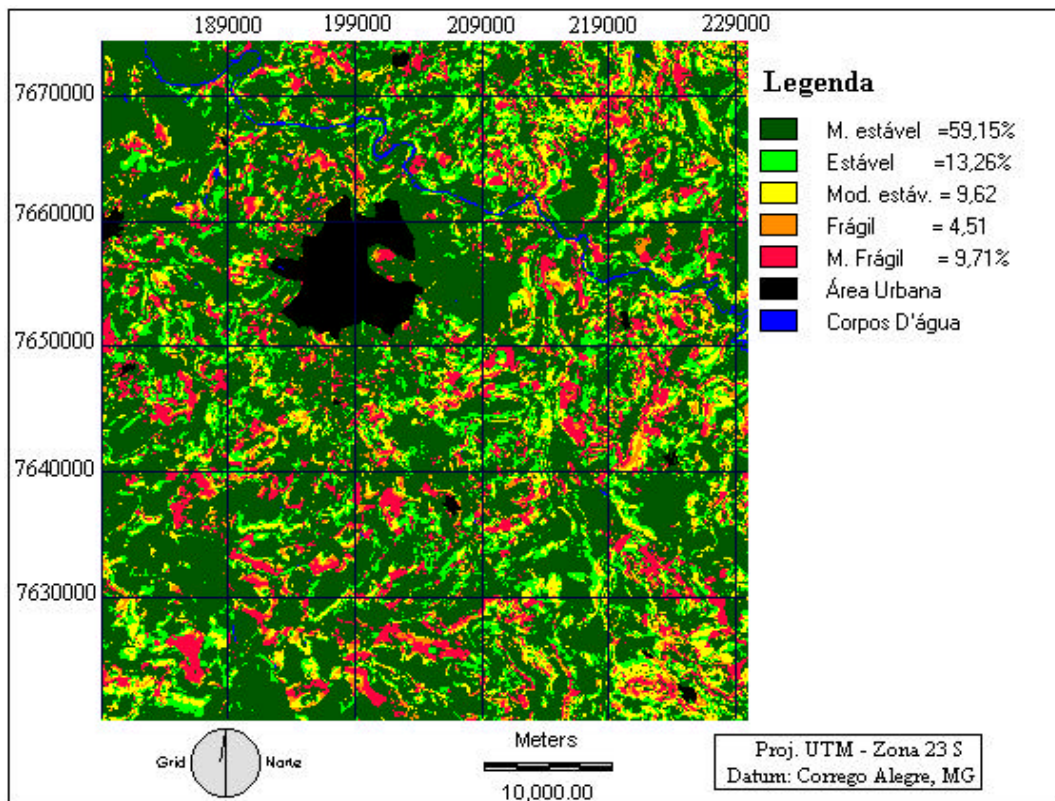 189000 199000 209000 219000 229000
7670000
7660000
7650000
7640000
7630000
Legenda
M. estável =59,15%
Estável =13,26%
Mod. estáv. = 9,62
Frágil = 4,51
M. Frágil = 9,71%
Área Urbana
Corpos D'água
Grid Norte
Meters
10,000.00
Proj. UTM - Zona 23 S
Datum: Corrego Alegre, MG